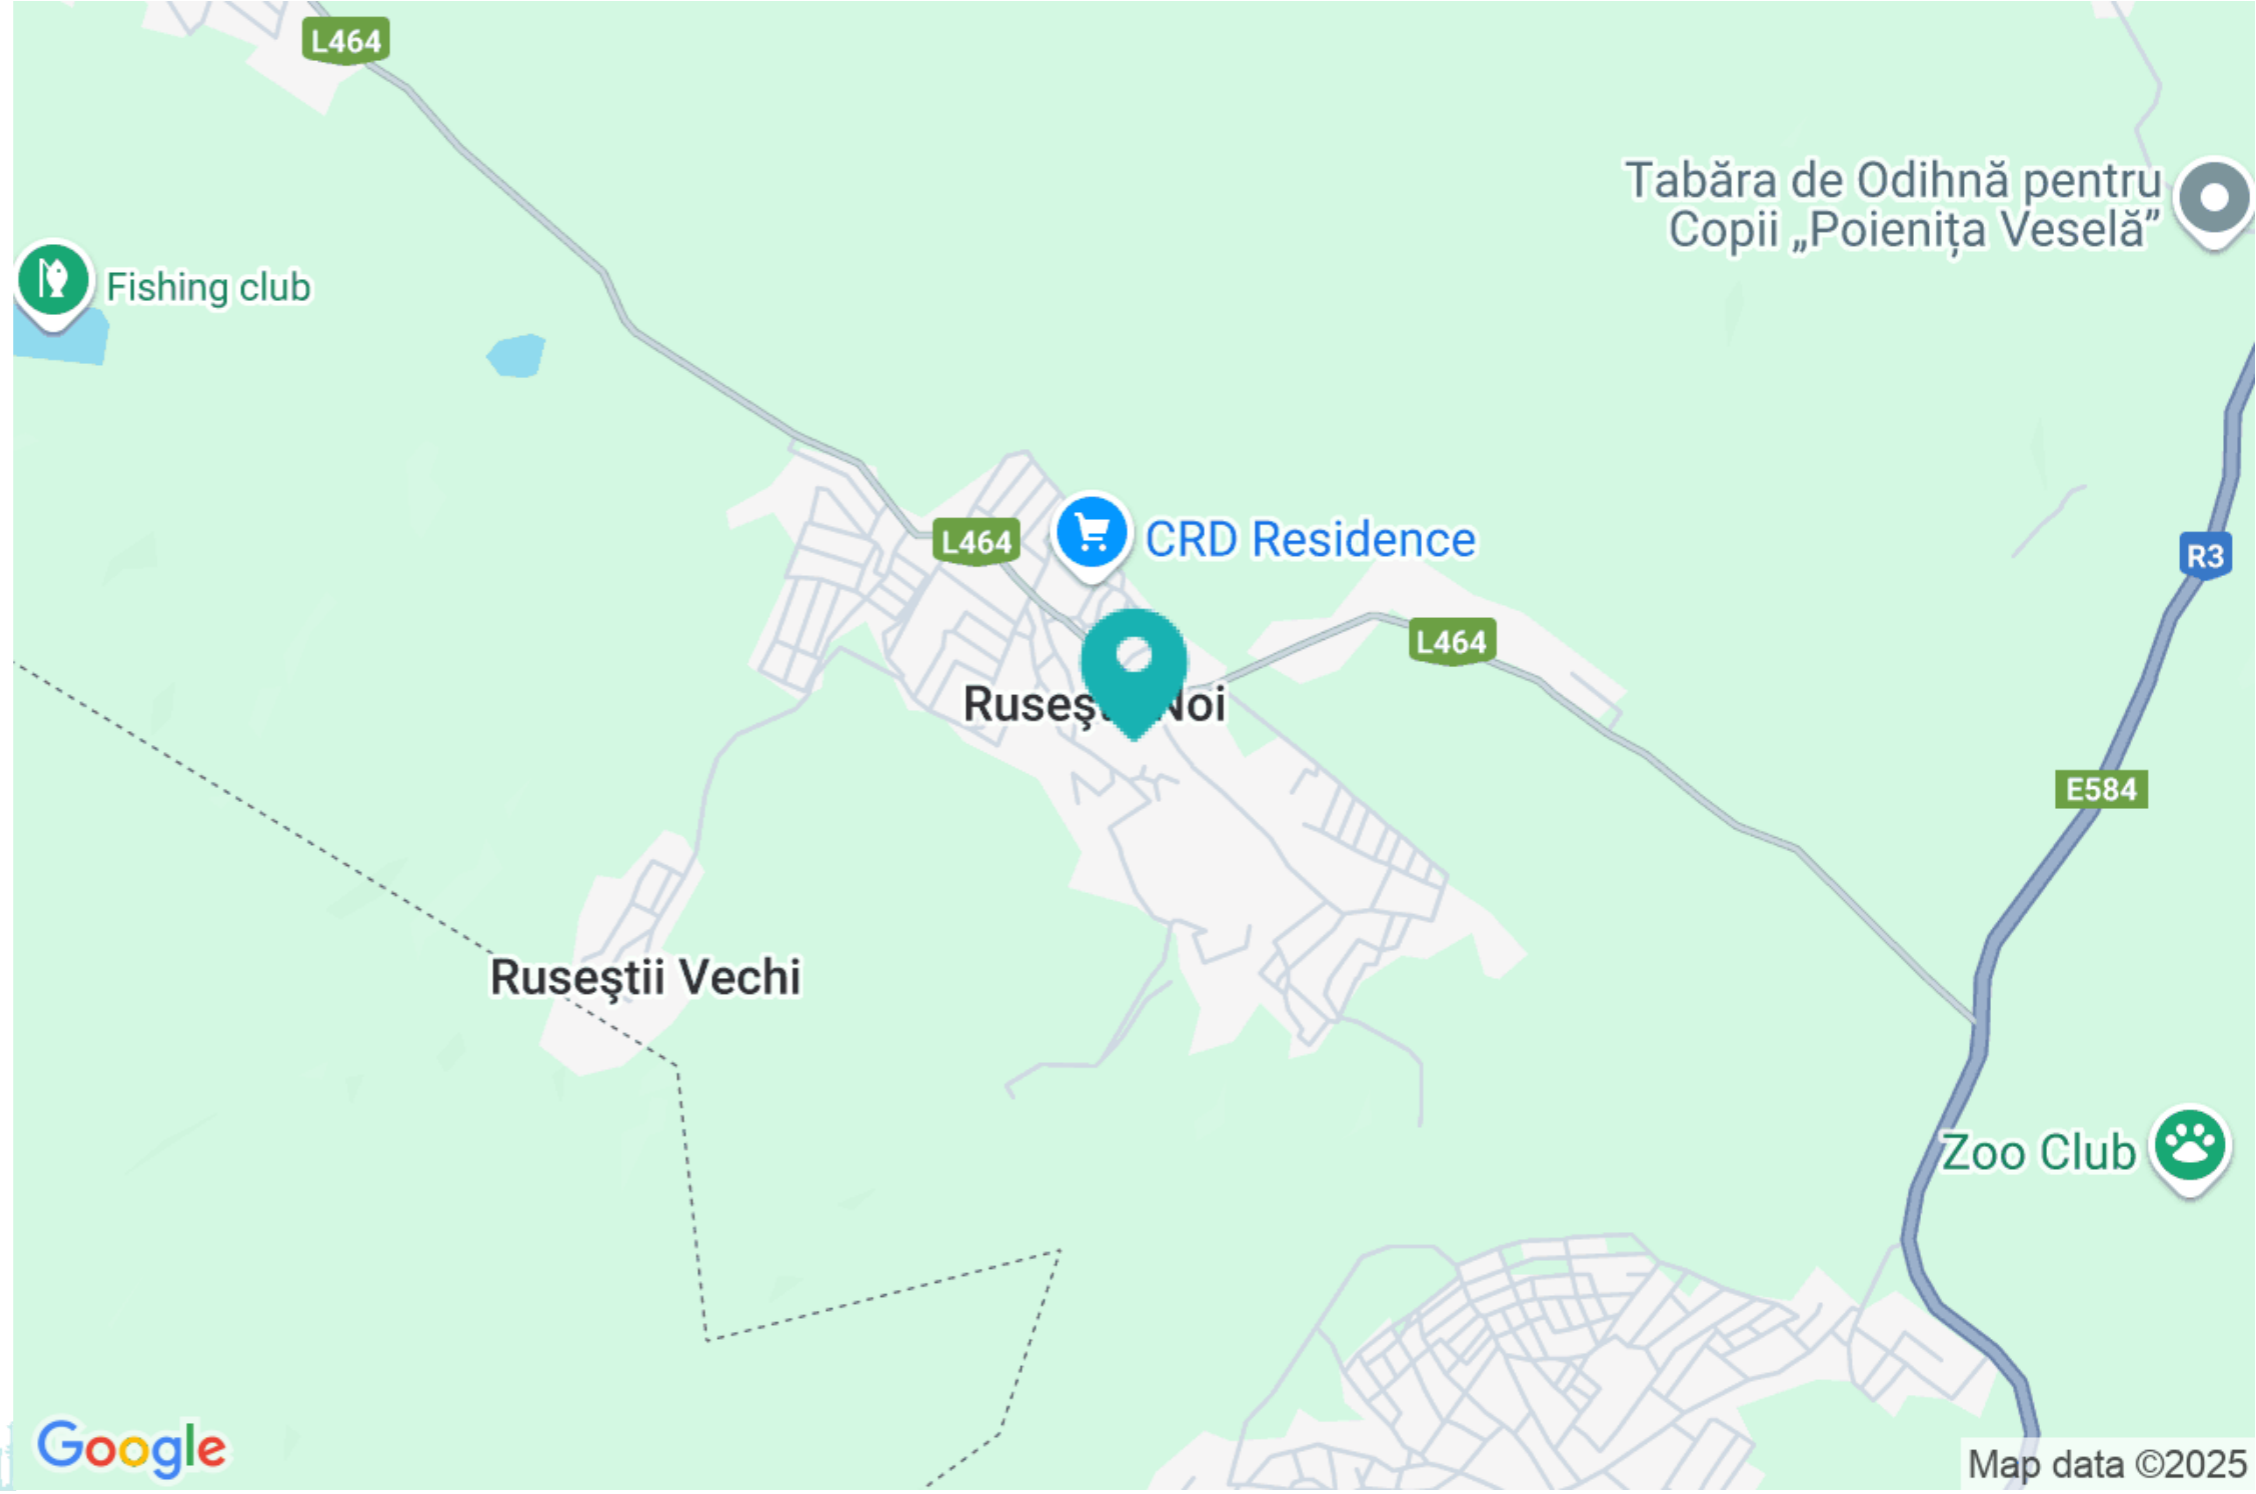 L464
Tabăra de Odihnă pentru
Copii „Poienița Veselă”
Fishing club
L464
CRD Residence
R3
L464
Noi
E584
Ruseştii Vechi
Zoo Club
Google
Map data ©2025